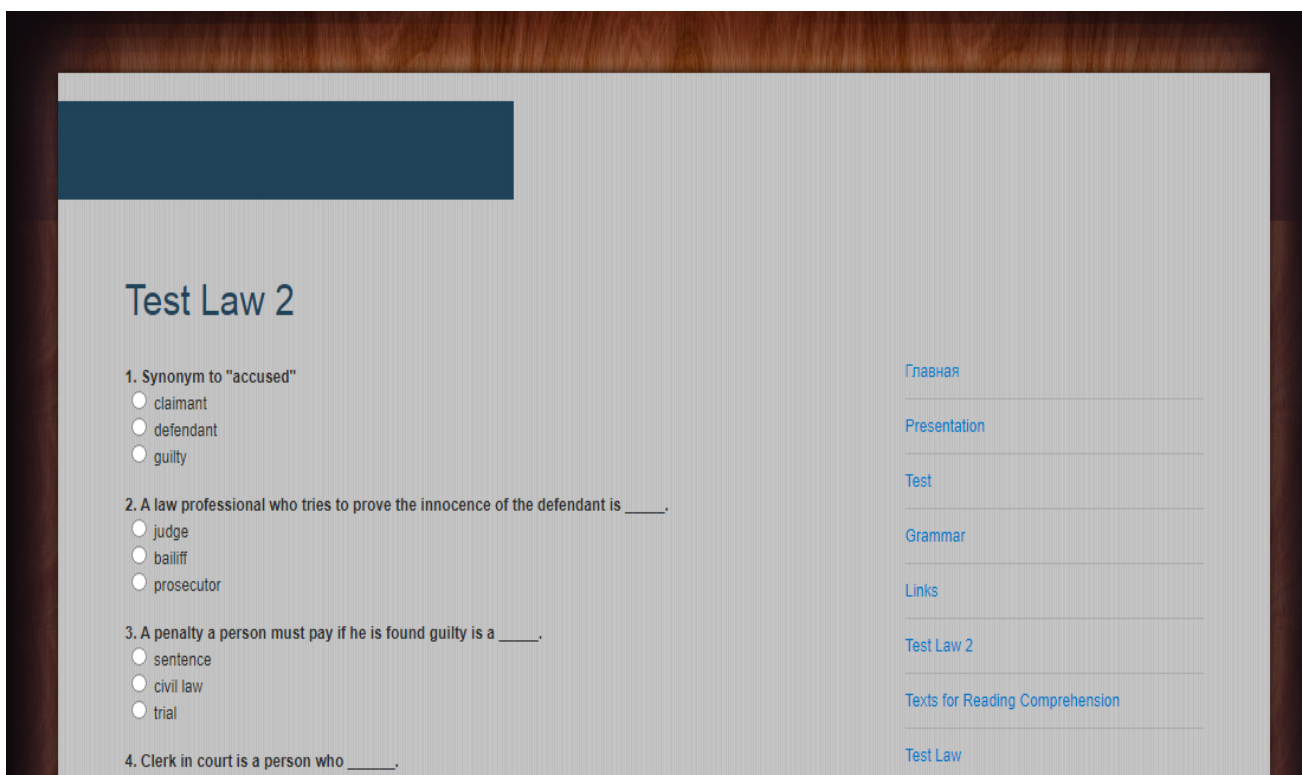 Test Law 2
1. Synonym to "accused"
claimant
defendant
guilty
2. A law professional who tries to prove the innocence of the defendant is _____.
judge
bailiff
prosecutor
3. A penalty a person must pay if he is found guilty is a _____.
sentence
civil law
trial
4. Clerk in court is a person who ______.
Главная
Presentation
Test
Grammar
Links
Test Law 2
Texts for Reading Comprehension
Test Law